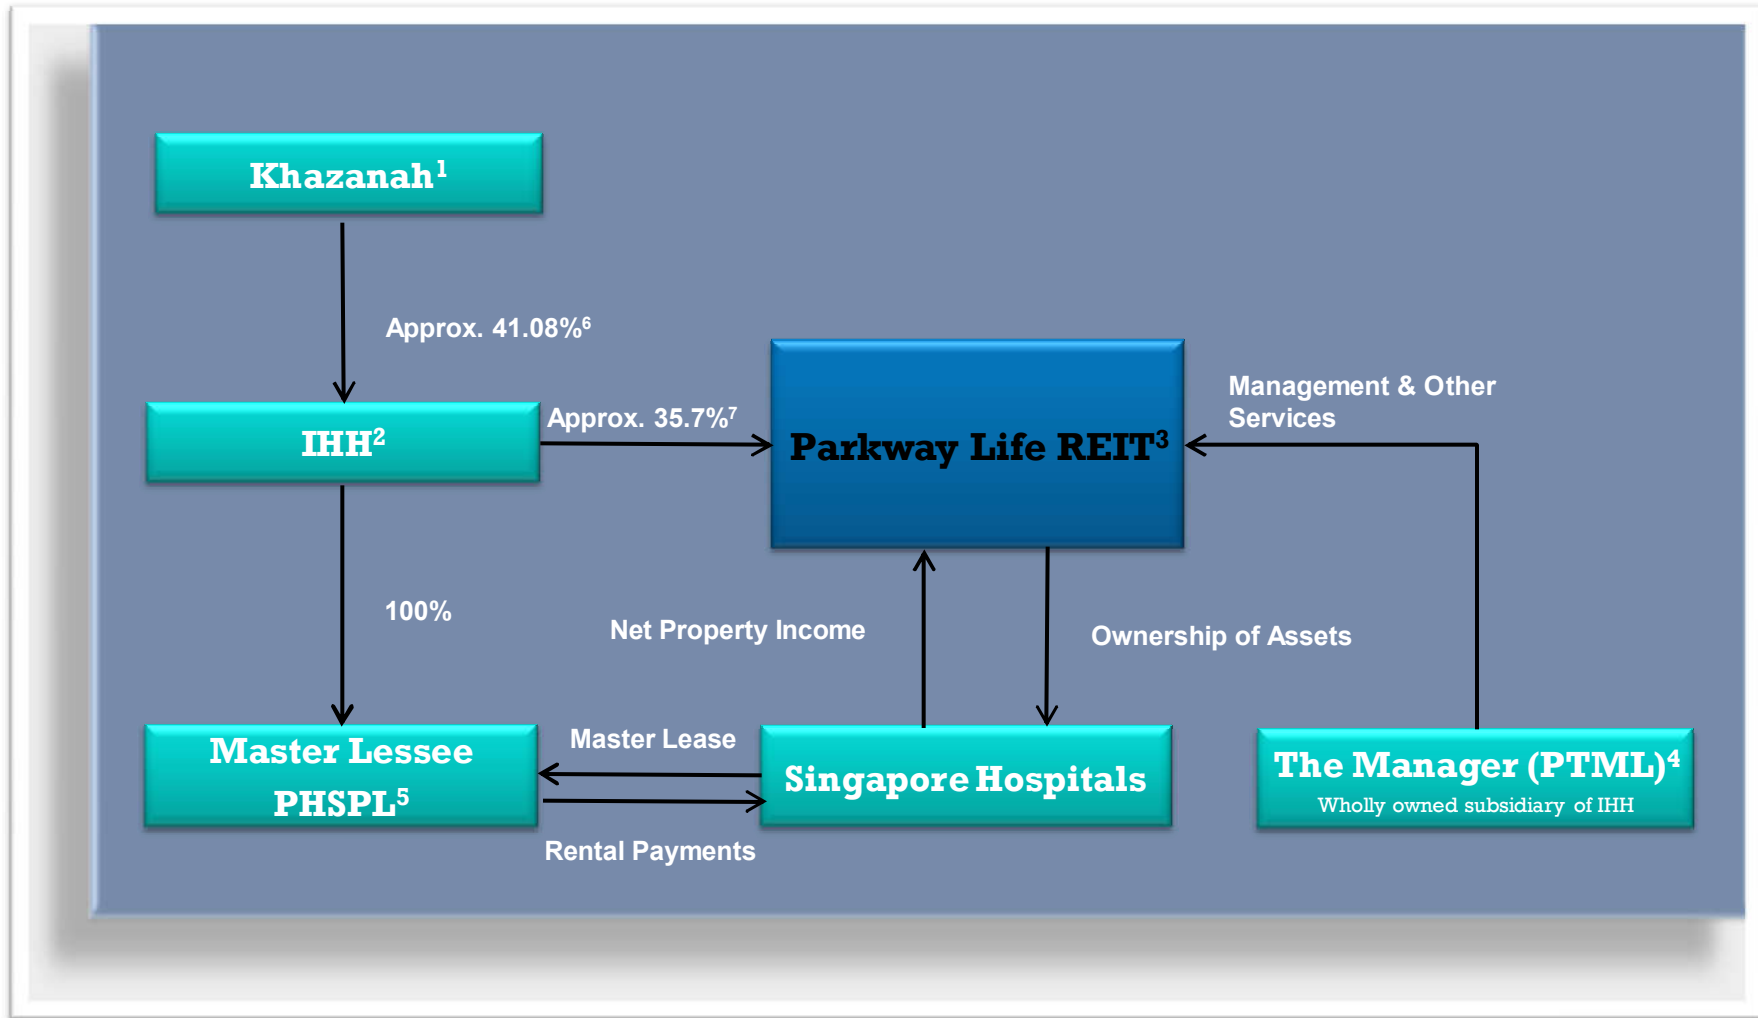 Khazanah¹
Approx. 41.08%⁶
IHH²
Approx. 35.7%⁷
Parkway Life REIT³
Management & Other
Services
100%
Net Property Income
Ownership of Assets
Master Lessee
PHSPL⁵
Master Lease
Rental Payments
Singapore Hospitals
The Manager (PTML)⁴
Wholly owned subsidiary of IHH